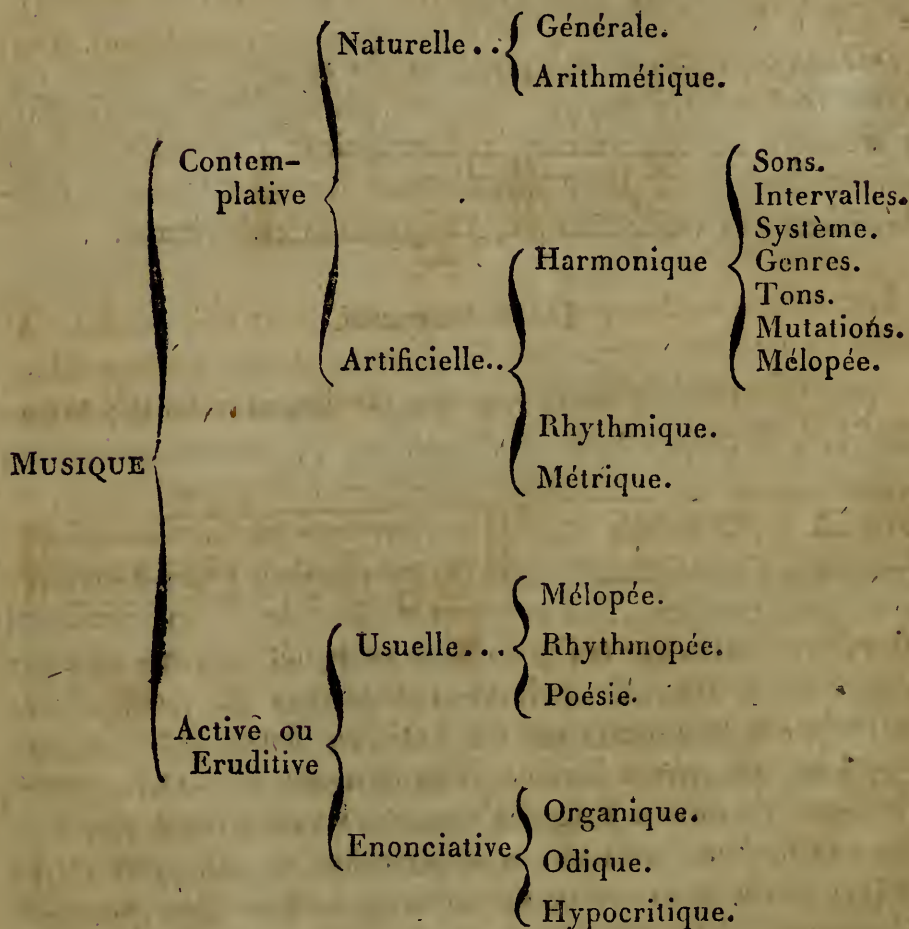 Naturelle..
Générale.
Arithmétique.
Contem-
plative
Artificielle..
Harmonique
Sons.
Intervalles.
Système.
Genres.
Tons.
Mutations.
Mélopée.
Rhythmique.
Métrique.
MUSIQUE
Active ou
Eruditive
Usuelle...
Mélopée.
Rhythmopée.
Poésie.
Enonciative
Organique.
Odique.
Hypocritique.